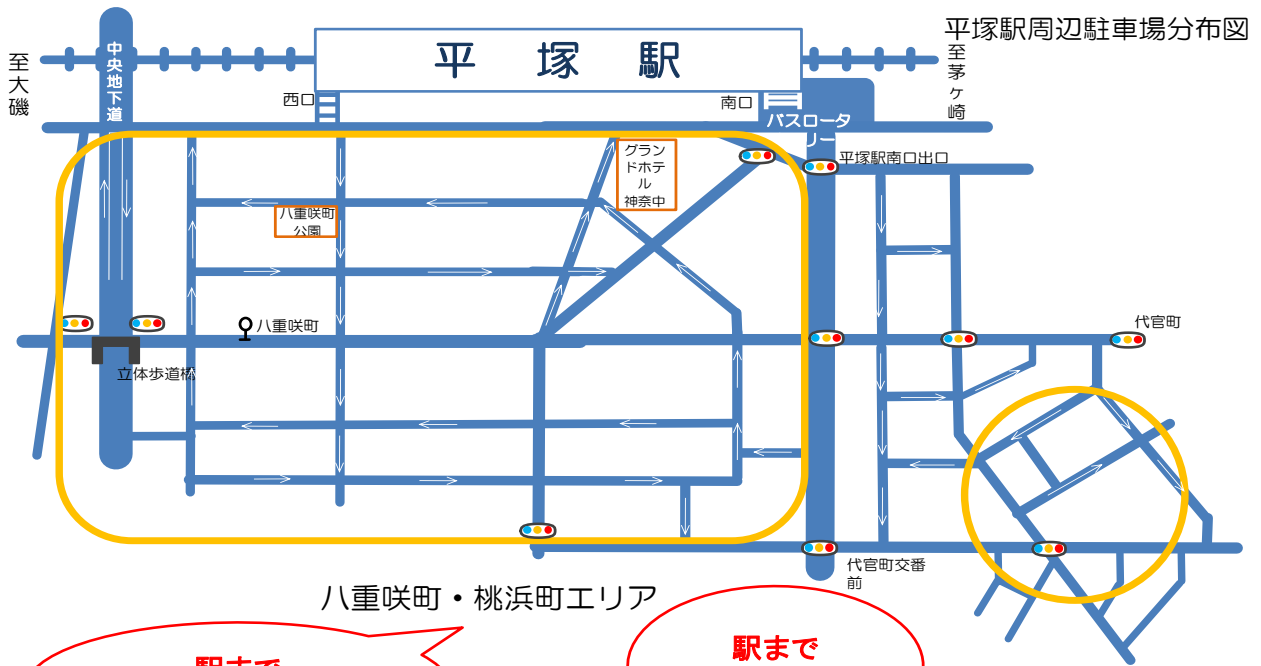 平塚駅周辺駐車場分布図
至大磯
中央地下道
平塚駅
至茅ヶ崎
西口
南口
バスロータ
リー
平塚駅南口出口
グラン
ドホテ
ル
神奈中
八重咲町
公園
八重咲町
代官町
立体歩道橋
代官町交番
前
八重咲町・桃浜町エリア
駅まで
駅まで